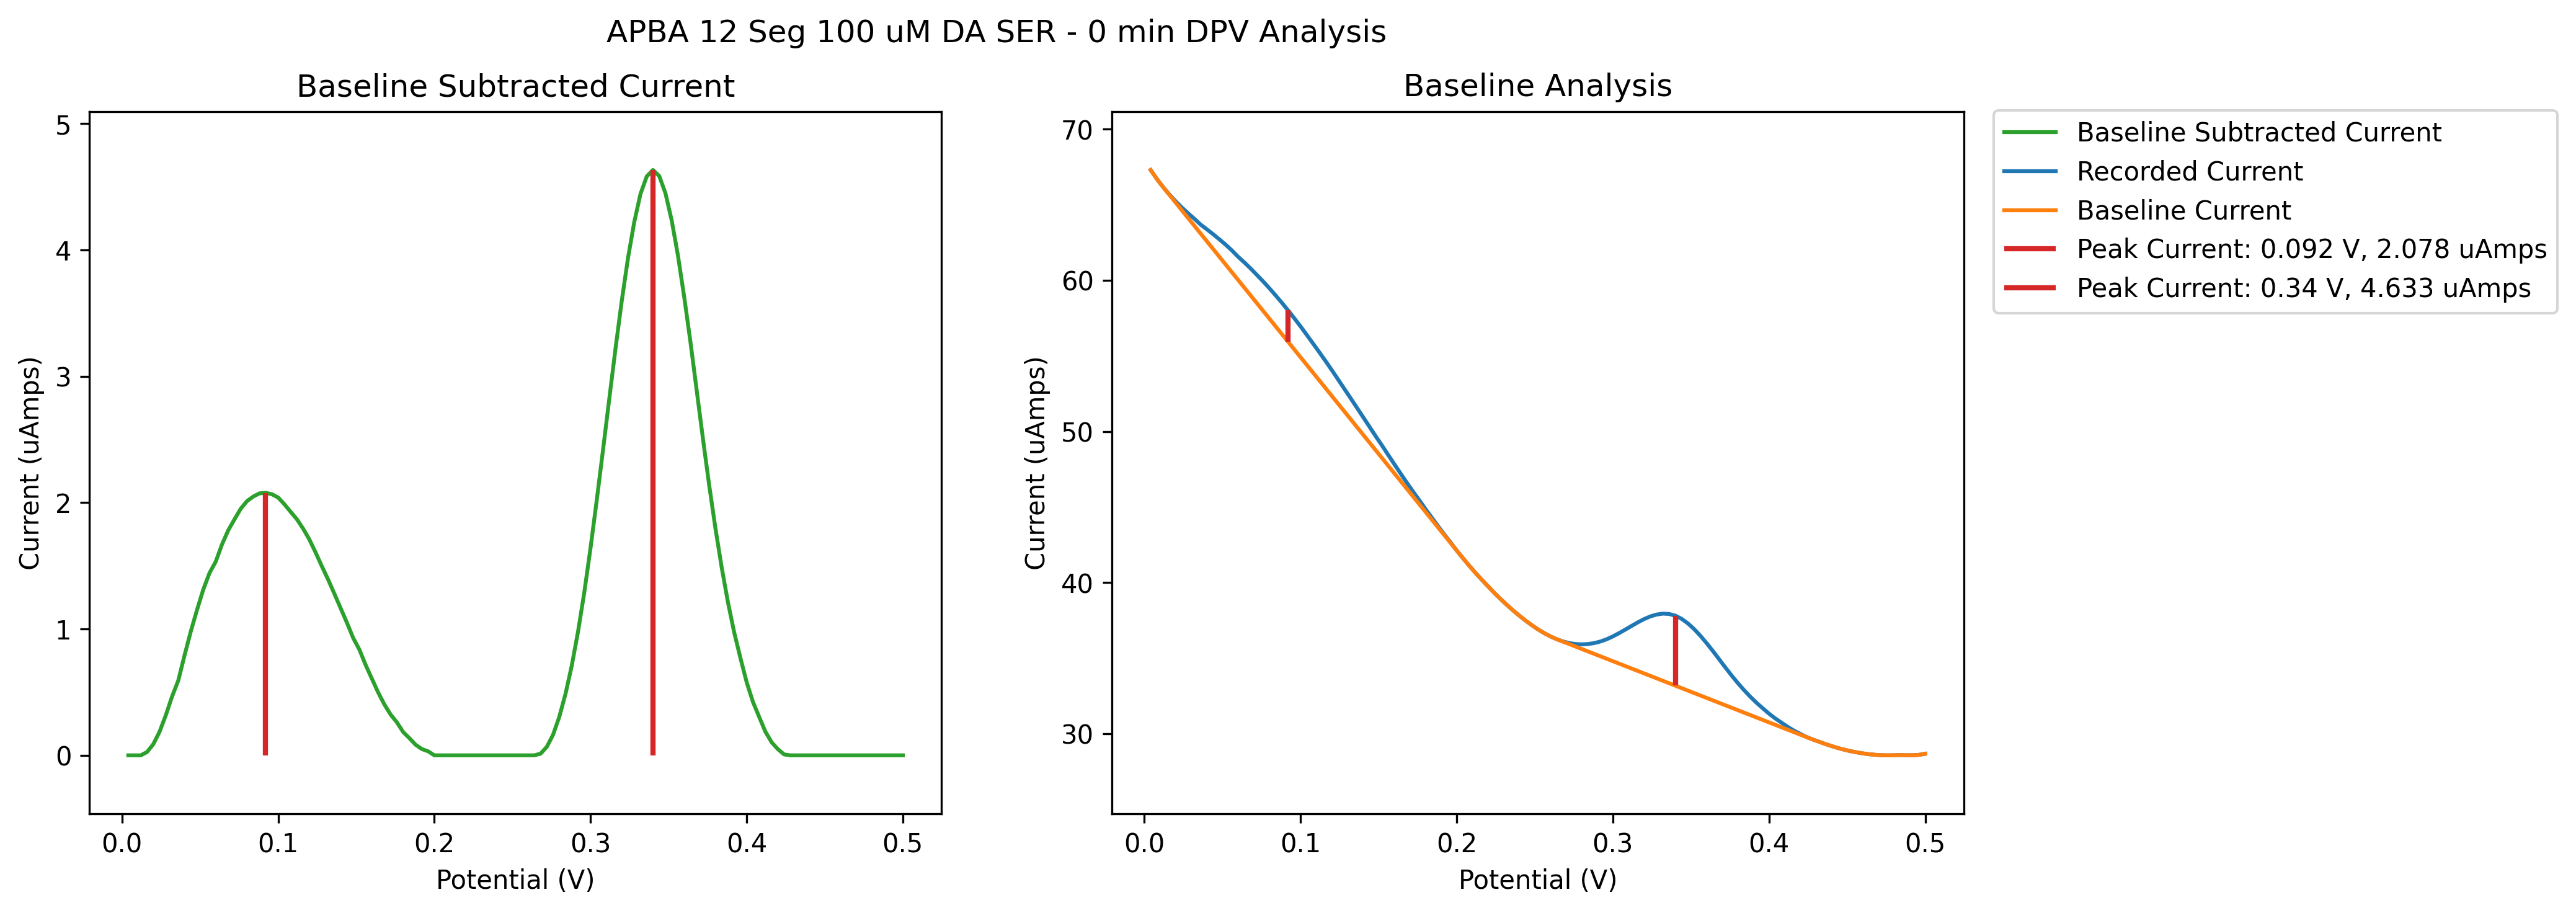 APBA 12 Seg 100 uM DA SER - 0 min DPV Analysis
Baseline Subtracted Current
5
4
3
2
1
0
Current (uAmps)
0.0 0.1 0.2 0.3 0.4 0.5
Potential (V)
Baseline Analysis
70
60
50
40
30
Current (uAmps)
0.0 0.1 0.2 0.3 0.4 0.5
Potential (V)
Baseline Subtracted Current
Recorded Current
Baseline Current
Peak Current: 0.092 V, 2.078 uAmps
Peak Current: 0.34 V, 4.633 uAmps